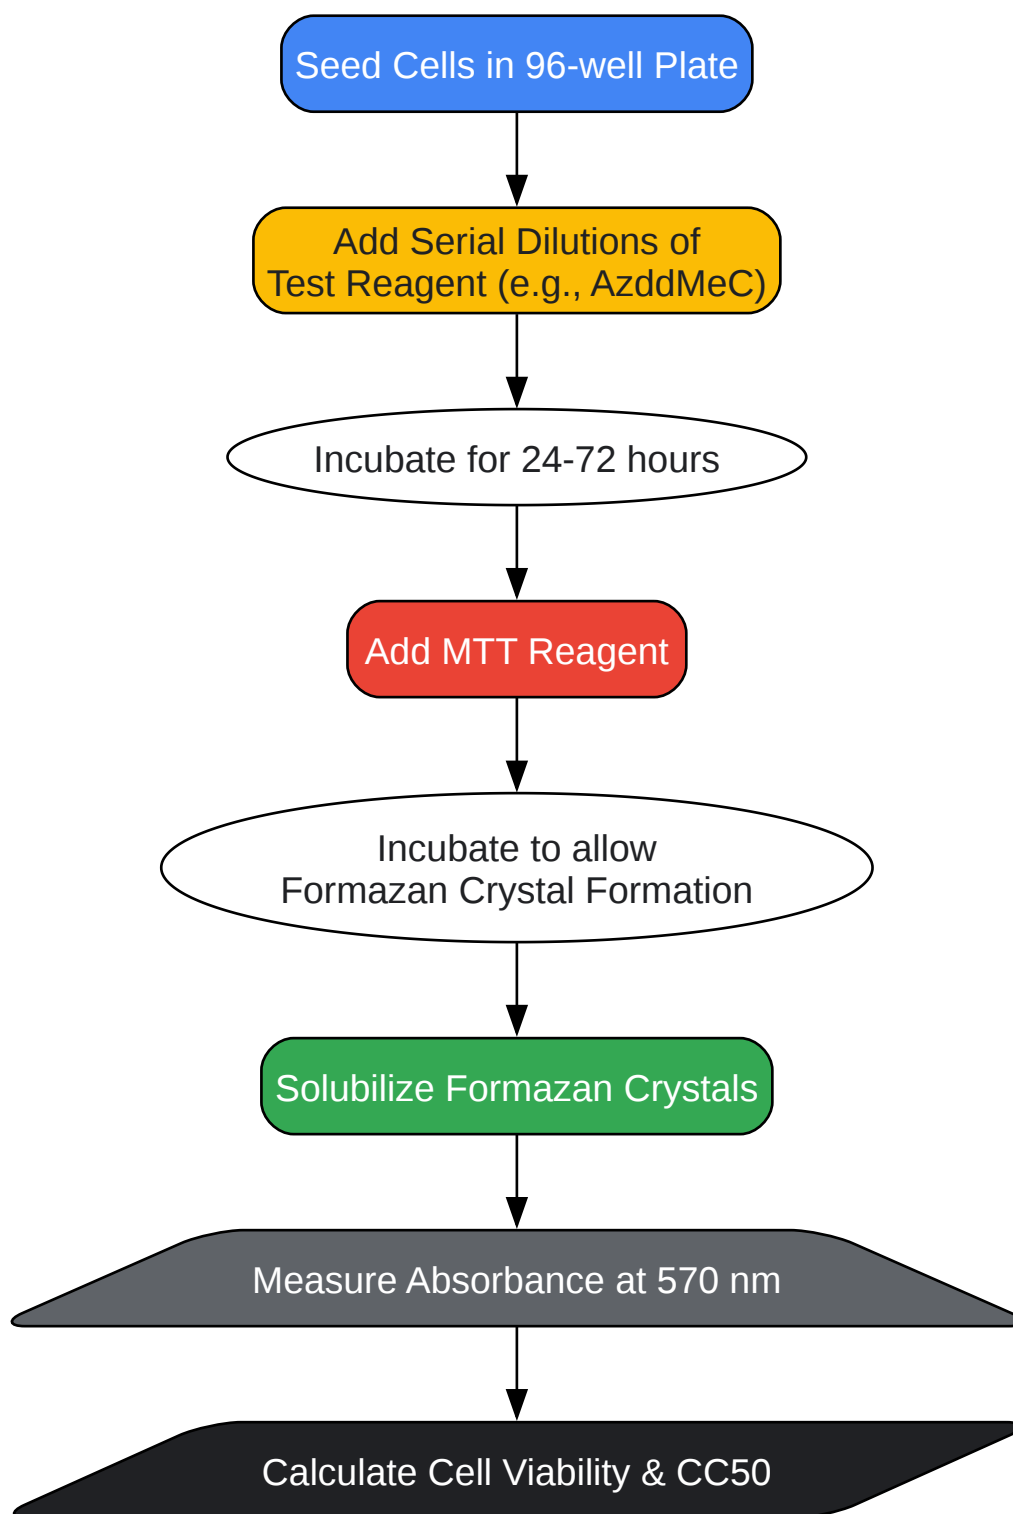 Seed Cells in 96-well Plate
Add Serial Dilutions of
Test Reagent (e.g., AzddMeC)
Incubate for 24-72 hours
Add MTT Reagent
Incubate to allow
Formazan Crystal Formation
Solubilize Formazan Crystals
Measure Absorbance at 570 nm
Calculate Cell Viability & CC50